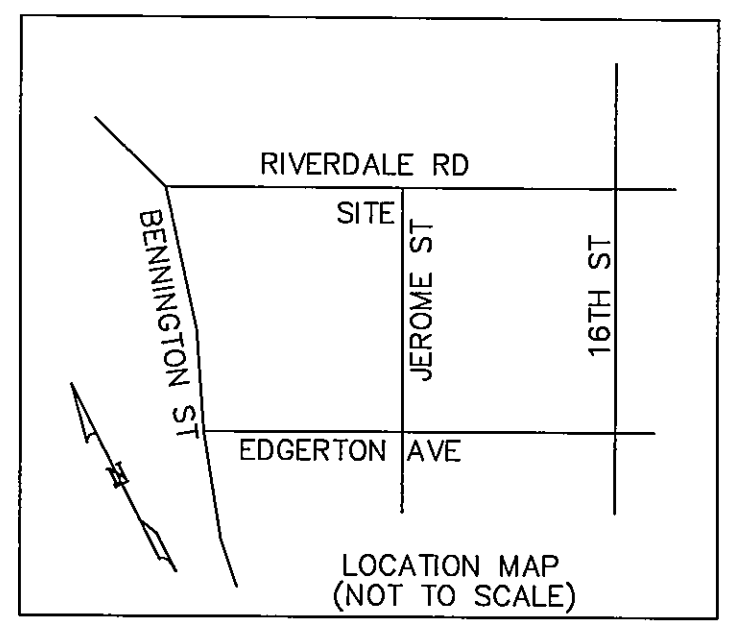 RIVERDALE RD
SITE
BENNINGTON ST
JEROME ST
16TH ST
EDGERTON AVE
N
LOCATION MAP
(NOT TO SCALE)